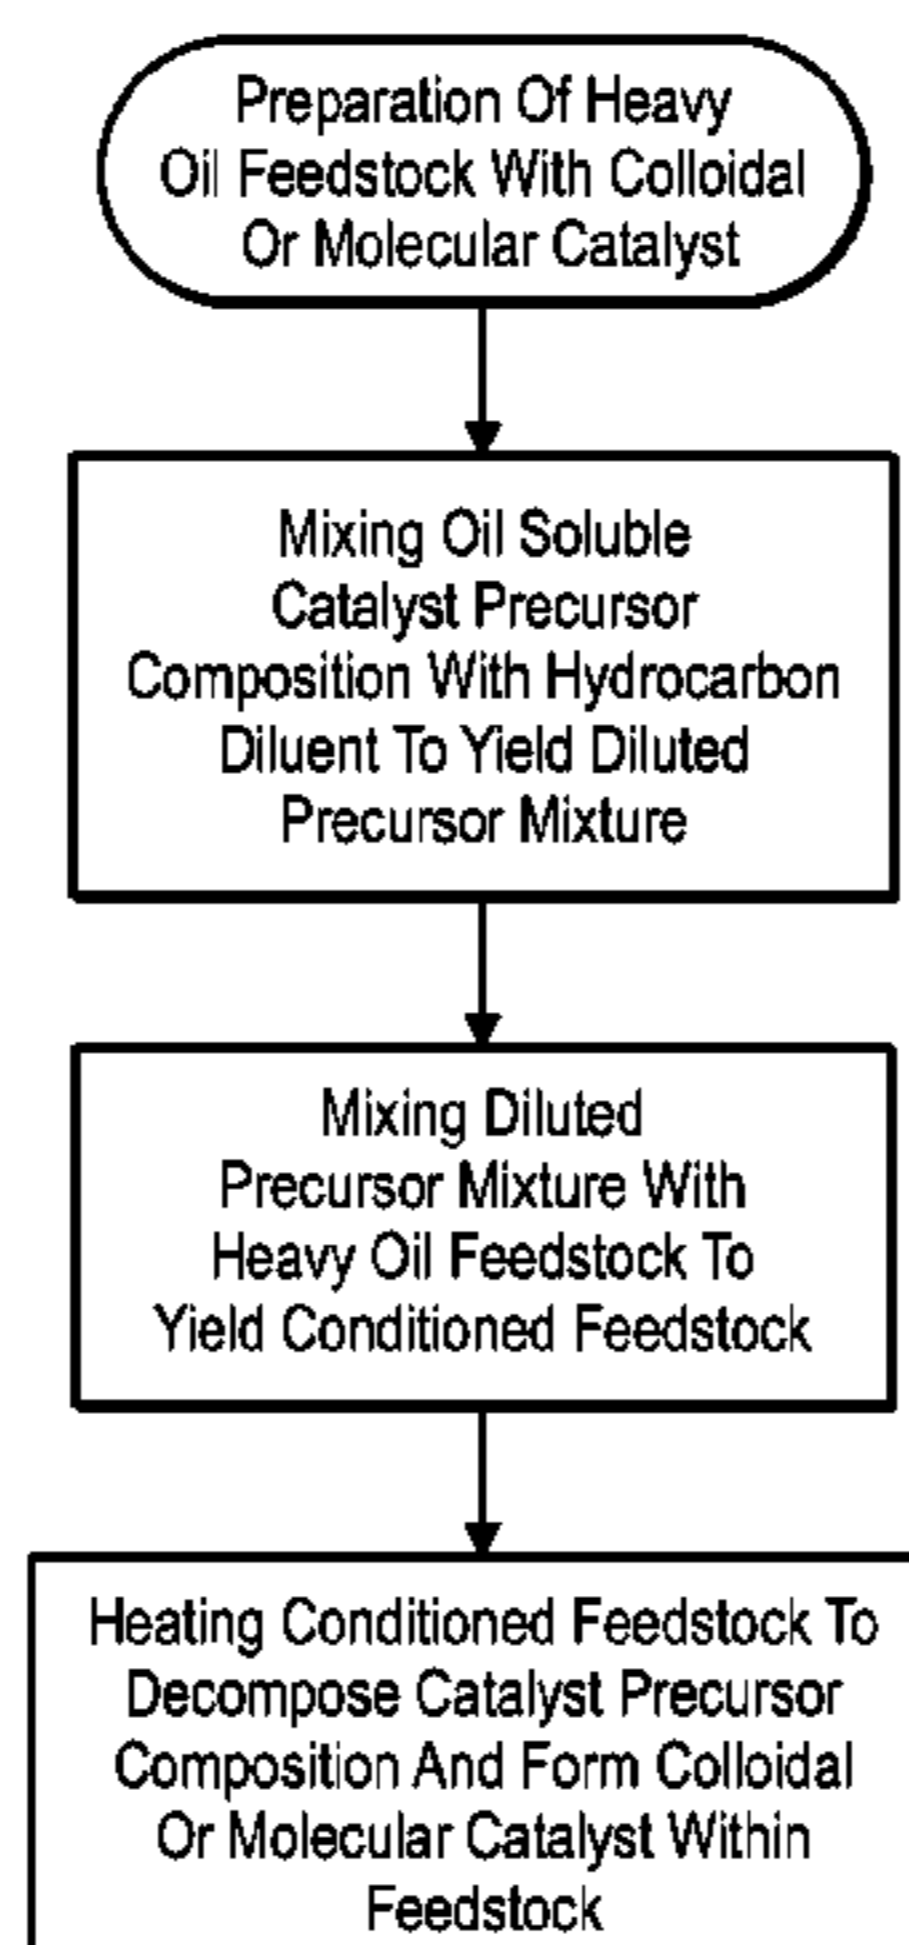 Preparation Of Heavy
Oil Feedstock With Colloidal
Or Molecular Catalyst
Mixing Oil Soluble
Catalyst Precursor
Composition With Hydrocarbon
Diluent To Yield Diluted
Precursor Mixture
Mixing Diluted
Precursor Mixture With
Heavy Oil Feedstock To
Yield Conditioned Feedstock
Heating Conditioned Feedstock To
Decompose Catalyst Precursor
Composition And Form Colloidal
Or Molecular Catalyst Within
Feedstock